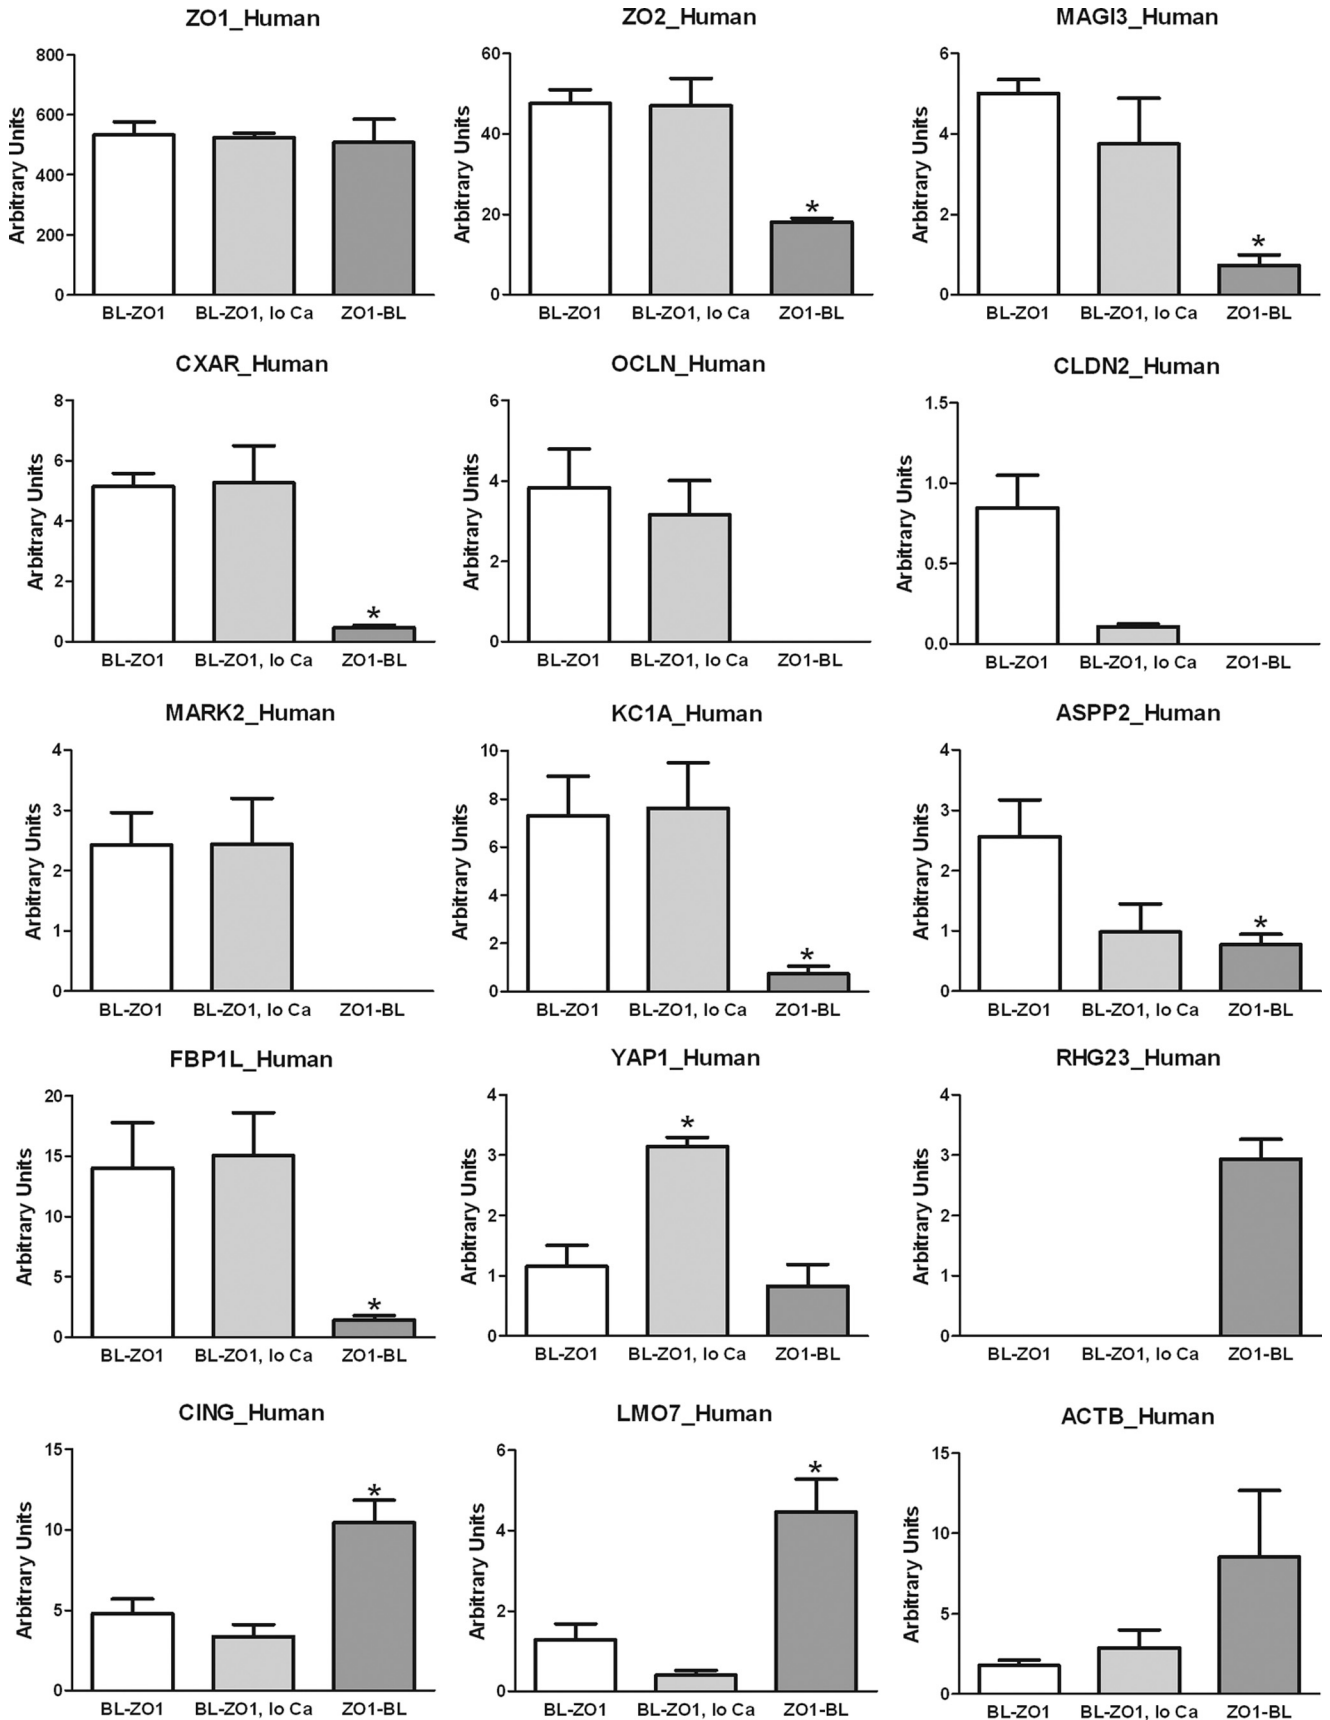 ZO1_Human
Arbitrary Units
800
600
400
200
0
BL-ZO1 BL-ZO1, lo Ca ZO1-BL
ZO2_Human
Arbitrary Units
60
40
20
0
*
BL-ZO1 BL-ZO1, lo Ca ZO1-BL
MAGI3_Human
Arbitrary Units
6
4
2
0
*
BL-ZO1 BL-ZO1, lo Ca ZO1-BL
CXAR_Human
Arbitrary Units
8
6
4
2
0
*
BL-ZO1 BL-ZO1, lo Ca ZO1-BL
OCLN_Human
Arbitrary Units
6
4
2
0
BL-ZO1 BL-ZO1, lo Ca ZO1-BL
CLDN2_Human
Arbitrary Units
1.5
1.0
0.5
0.0
BL-ZO1 BL-ZO1, lo Ca ZO1-BL
MARK2_Human
Arbitrary Units
4
3
2
1
0
BL-ZO1 BL-ZO1, lo Ca ZO1-BL
KC1A_Human
Arbitrary Units
10
8
6
4
2
0
*
BL-ZO1 BL-ZO1, lo Ca ZO1-BL
ASPP2_Human
Arbitrary Units
4
3
2
1
0
*
BL-ZO1 BL-ZO1, lo Ca ZO1-BL
FBP1L_Human
Arbitrary Units
20
15
10
5
0
*
BL-ZO1 BL-ZO1, lo Ca ZO1-BL
YAP1_Human
Arbitrary Units
4
3
2
1
0
*
BL-ZO1 BL-ZO1, lo Ca ZO1-BL
RHG23_Human
Arbitrary Units
4
3
2
1
0
BL-ZO1 BL-ZO1, lo Ca ZO1-BL
CING_Human
Arbitrary Units
15
10
5
0
*
BL-ZO1 BL-ZO1, lo Ca ZO1-BL
LMO7_Human
Arbitrary Units
6
4
2
0
*
BL-ZO1 BL-ZO1, lo Ca ZO1-BL
ACTB_Human
Arbitrary Units
15
10
5
0
BL-ZO1 BL-ZO1, lo Ca ZO1-BL